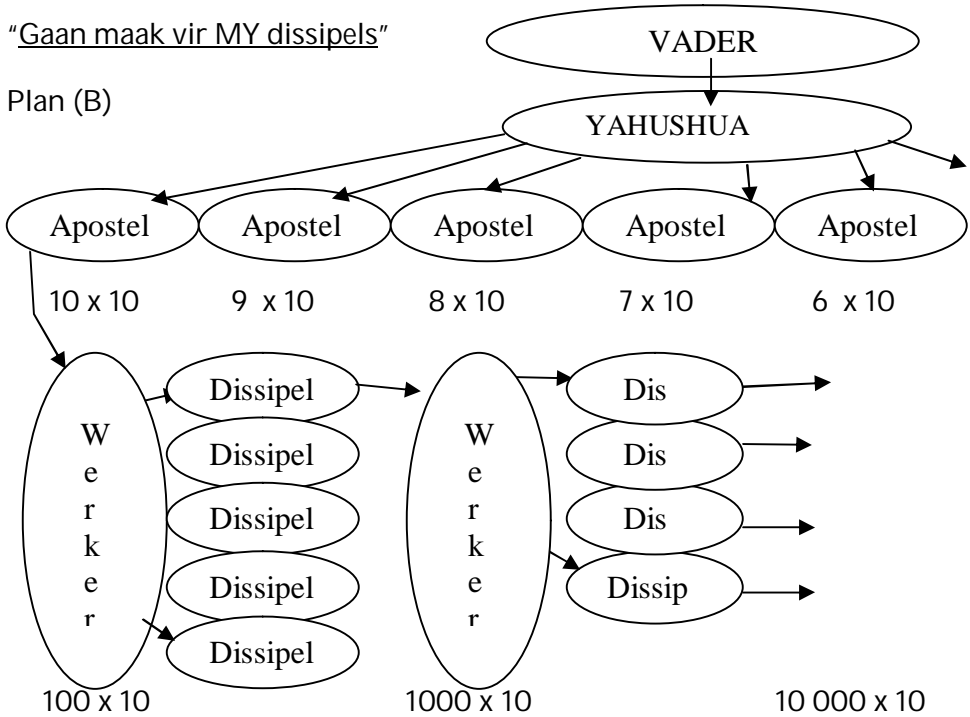 “Gaan maak vir MY dissipels”
VADER
Plan (B)
YAHUSHUA
Apostel Apostel Apostel Apostel Apostel
10 x 10 9 x 10 8 x 10 7 x 10 6 x 10
Werker
Dissipel
Dissipel
Dissipel
Dissipel
Dissipel
Werker
Dis
Dis
Dis
Dissip
100 x 10 1000 x 10 10 000 x 10